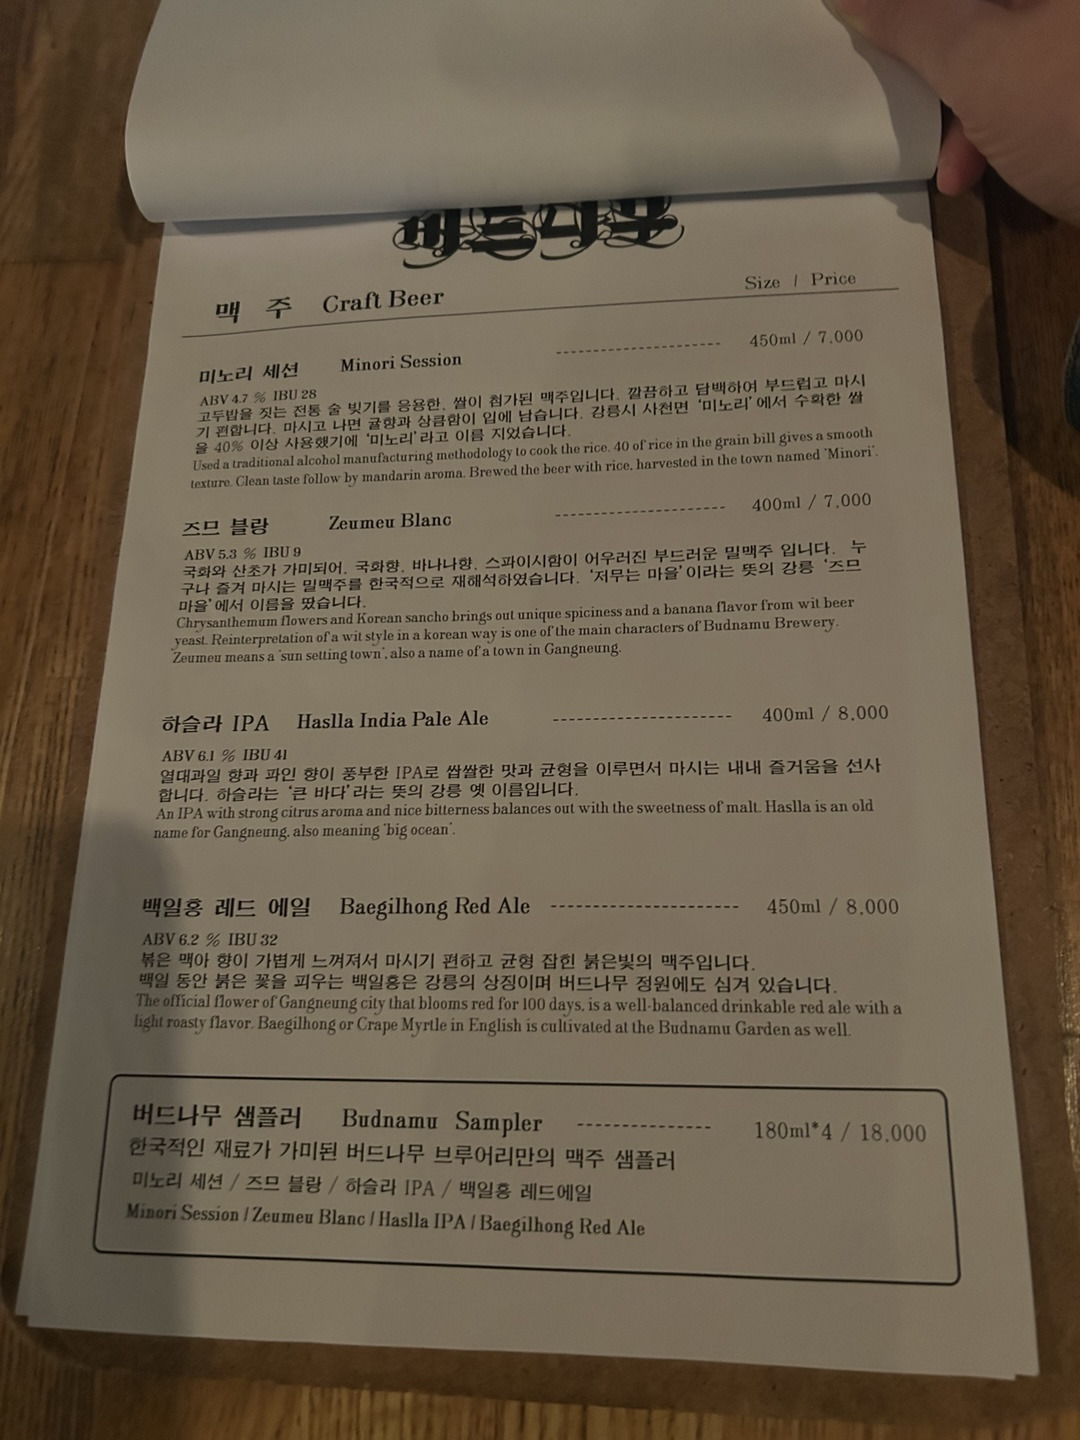 버드나무
맥 주 Craft Beer Size / Price
미노리 세션 Minori Session ---------------------- 450ml / 7,000
ABV 4.7 % IBU 28
고두밥을 짓는 전통 술 빚기를 응용한, 쌀이 첨가된 맥주입니다. 깔끔하고 담백하여 부드럽고 마시
기 편합니다. 마시고 나면 귤향과 상큼함이 입에 남습니다. 강릉시 사천면 '미노리'에서 수확한 쌀
을 40% 이상 사용했기에 '미노리'라고 이름 지었습니다.
Used a traditional alcohol manufacturing methodology to cook the rice. 40 of rice in the grain bill gives a smooth
texture. Clean taste follow by mandarin aroma. Brewed the beer with rice, harvested in the town named 'Minori'.
즈므 블랑 Zeumeu Blanc ---------------------- 400ml / 7,000
ABV 5.3 % IBU 9
국화와 산초가 가미되어, 국화향, 바나나향, 스파이시함이 어우러진 부드러운 밀맥주 입니다. 누
구나 즐겨 마시는 밀맥주를 한국적으로 재해석하였습니다. '저무는 마을'이라는 뜻의 강릉 '즈므
마을'에서 이름을 땄습니다.
Chrysanthemum flowers and Korean sancho brings out unique spiciness and a banana flavor from wit beer
yeast. Reinterpretation of a wit style in a korean way is one of the main characters of Budnamu Brewery.
Zeumeu means a 'sun setting town', also a name of a town in Gangneung.
하슬라 IPA Haslla India Pale Ale ---------------------- 400ml / 8,000
ABV 6.1 % IBU 41
열대과일 향과 파인 향이 풍부한 IPA로 쌉쌀한 맛과 균형을 이루면서 마시는 내내 즐거움을 선사
합니다. 하슬라는 '큰 바다'라는 뜻의 강릉 옛 이름입니다.
An IPA with strong citrus aroma and nice bitterness balances out with the sweetness of malt. Haslla is an old
name for Gangneung, also meaning 'big ocean'.
백일홍 레드 에일 Baegilhong Red Ale ---------------------- 450ml / 8,000
ABV 6.2 % IBU 32
볶은 맥아 향이 가볍게 느껴져서 마시기 편하고 균형 잡힌 붉은빛의 맥주입니다.
백일 동안 붉은 꽃을 피우는 백일홍은 강릉의 상징이며 버드나무 정원에도 심겨 있습니다.
The official flower of Gangneung city that blooms red for 100 days, is a well-balanced drinkable red ale with a
light roasty flavor. Baegilhong or Crape Myrtle in English is cultivated at the Budnamu Garden as well.
버드나무 샘플러 Budnamu Sampler ---------------- 180ml*4 / 18,000
한국적인 재료가 가미된 버드나무 브루어리만의 맥주 샘플러
미노리 세션 / 즈므 블랑 / 하슬라 IPA / 백일홍 레드에일
Minori Session / Zeumeu Blanc / Haslla IPA / Baegilhong Red Ale